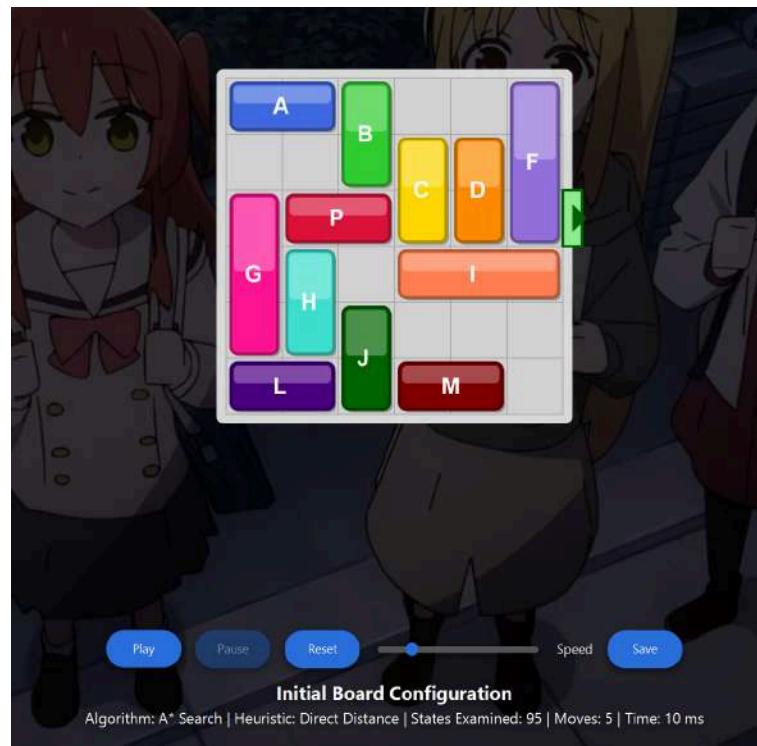 A B
F
C D
P
G H I
J
L M
Play Pause Reset Speed Save
Initial Board Configuration
Algorithm: A* Search | Heuristic: Direct Distance | States Examined: 95 | Moves: 5 | Time: 10 ms